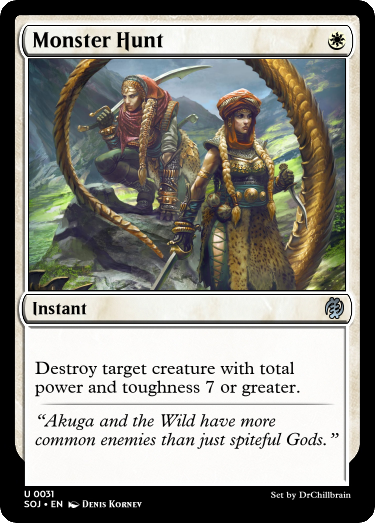 Monster Hunt
Instant
Destroy target creature with total
power and toughness 7 or greater.
“Akuga and the Wild have more
common enemies than just spiteful Gods.”
U 0031
SOJ • EN Denis Kornev
Set by DrChillbrain